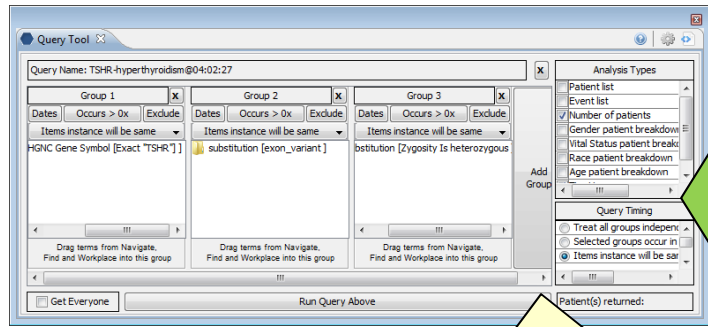 Query Tool
Query Name: TSHR-hyperthyroidism@04:02:27
x
Analysis Types
Group 1
x
Group 2
x
Group 3
x
Dates
Occurs > 0x
Exclude
Dates
Occurs > 0x
Exclude
Dates
Occurs > 0x
Exclude
Items instance will be same
Items instance will be same
Items instance will be same
HGNC Gene Symbol [Exact "TSHR"] ]
substitution [exon_variant ]
bstitution [Zygosity Is heterozygous
Drag terms from Navigate,
Find and Workplace into this group
Drag terms from Navigate,
Find and Workplace into this group
Drag terms from Navigate,
Find and Workplace into this group
Add
Group
Patient list
Event list
Number of patients
Gender patient breakdown
Vital Status patient break
Race patient breakdown
Age patient breakdown
Query Timing
Treat all groups independ
Selected groups occur in
Items instance will be sar
Get Everyone
Run Query Above
Patient(s) returned: